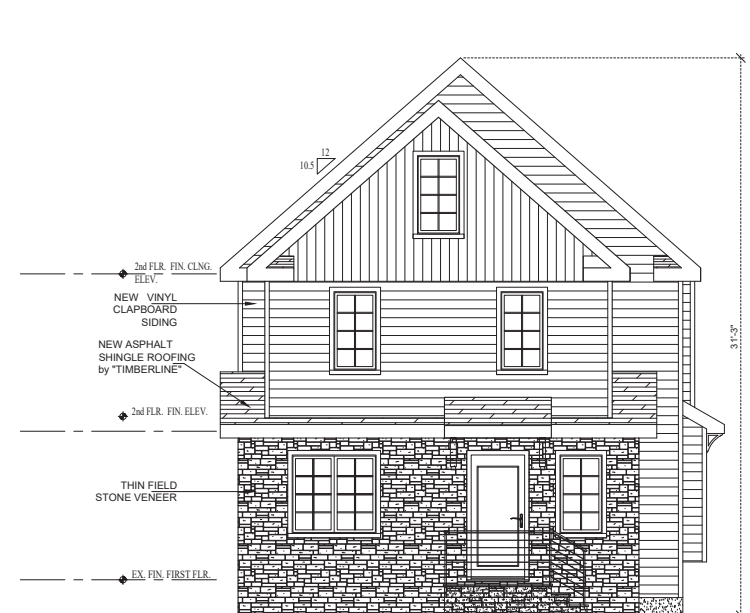 12
10.5
2nd FLR. FIN. CLNG.
ELEV.
NEW VINYL
CLAPBOARD
SIDING
NEW ASPHALT
SHINGLE ROOFING
by "TIMBERLINE"
31'-3"
2nd FLR. FIN. ELEV.
THIN FIELD
STONE VENEER
EX. FIN. FIRST FLR.